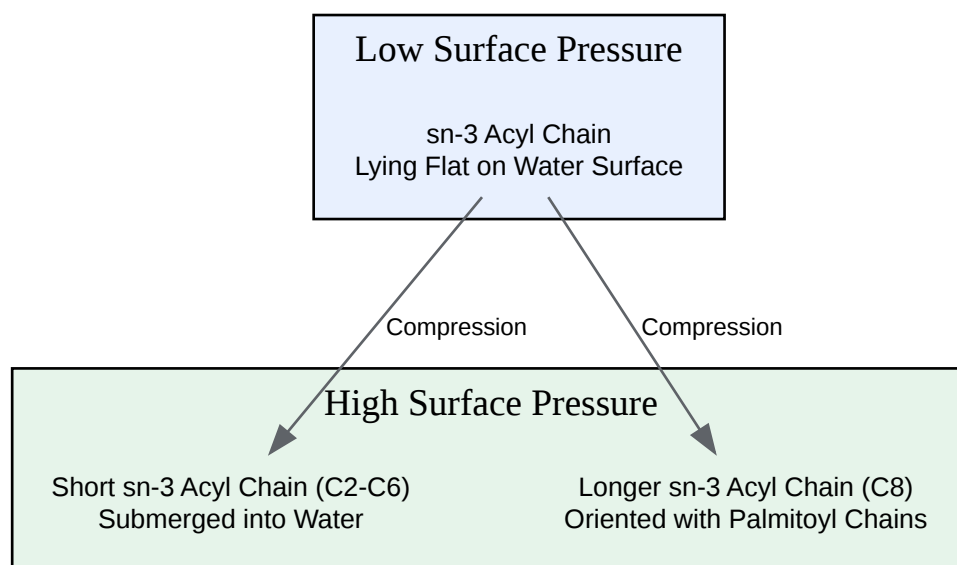 Low Surface Pressure
sn-3 Acyl Chain
Lying Flat on Water Surface
Compression
Compression
High Surface Pressure
Short sn-3 Acyl Chain (C2-C6)
Submerged into Water
Longer sn-3 Acyl Chain (C8)
Oriented with Palmitoyl Chains